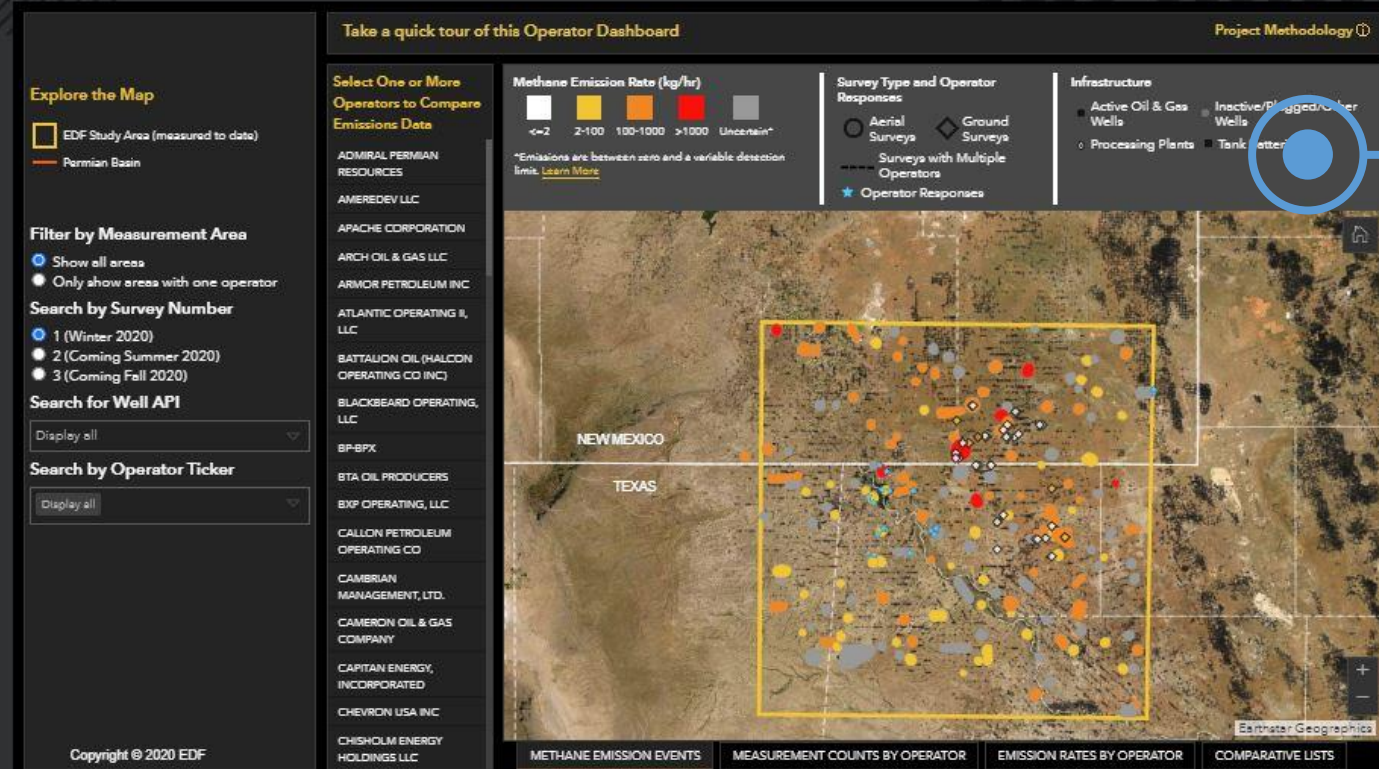 Take a quick tour of this Operator Dashboard
Project Methodology
Explore the Map
EDF Study Area (measured to date)
Permian Basin
Filter by Measurement Area
Show all areas
Only show areas with one operator
Search by Survey Number
1 (Winter 2020)
2 (Coming Summer 2020)
3 (Coming Fall 2020)
Search for Well API
Display all
Search by Operator Ticker
Display all
Copyright © 2020 EDF
Select One or More
Operators to Compare
Emissions Data
ADMIRAL PERMIAN
RESOURCES
AMEREDEV LLC
APACHE CORPORATION
ARCH OIL & GAS LLC
ARMOR PETROLEUM INC
ATLANTIC OPERATING II,
LLC
BATTALION OIL (HALCON
OPERATING CO INC)
BLACKBEARD OPERATING,
LLC
BP-BPX
BTA OIL PRODUCERS
BXP OPERATING, LLC
CALLON PETROLEUM
OPERATING CO
CAMBRIAN
MANAGEMENT, LTD.
CAMERON OIL & GAS
COMPANY
CAPITAN ENERGY,
INCORPORATED
CHEVRON USA INC
CHISHOLM ENERGY
HOLDINGS LLC
Methane Emission Rate (kg/hr)
<=2 2-100 100-1000 >1000 Uncertain*
*Emissions are between zero and a variable detection
limit. Learn More
Survey Type and Operator
Responses
Aerial
Surveys
Ground
Surveys
Surveys with Multiple
Operators
Operator Responses
Infrastructure
Active Oil & Gas
Wells
Inactive/Plugged/Other
Wells
Processing Plants
Tank
NEW MEXICO
TEXAS
Earthstar Geographics
METHANE EMISSION EVENTS
MEASUREMENT COUNTS BY OPERATOR
EMISSION RATES BY OPERATOR
COMPARATIVE LISTS